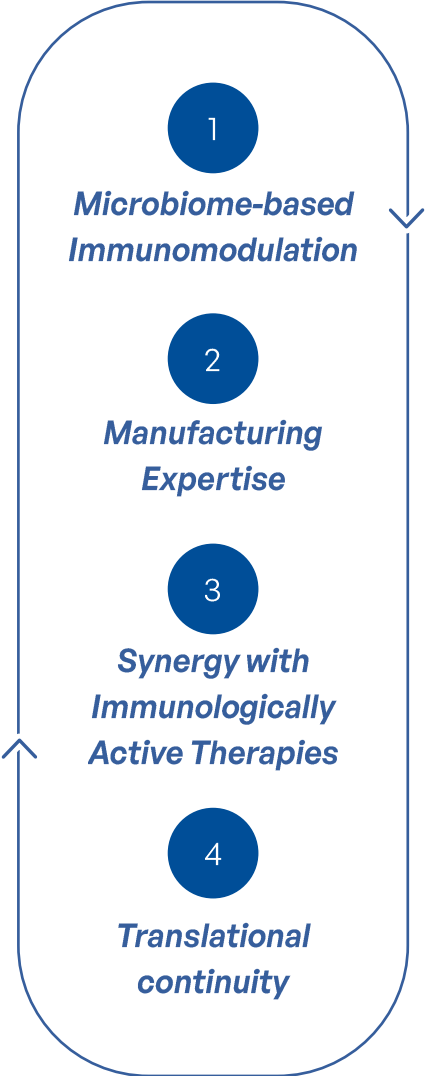 1
Microbiome-based
Immunomodulation
2
Manufacturing
Expertise
3
Synergy with
Immunologically
Active Therapies
4
Translational
continuity